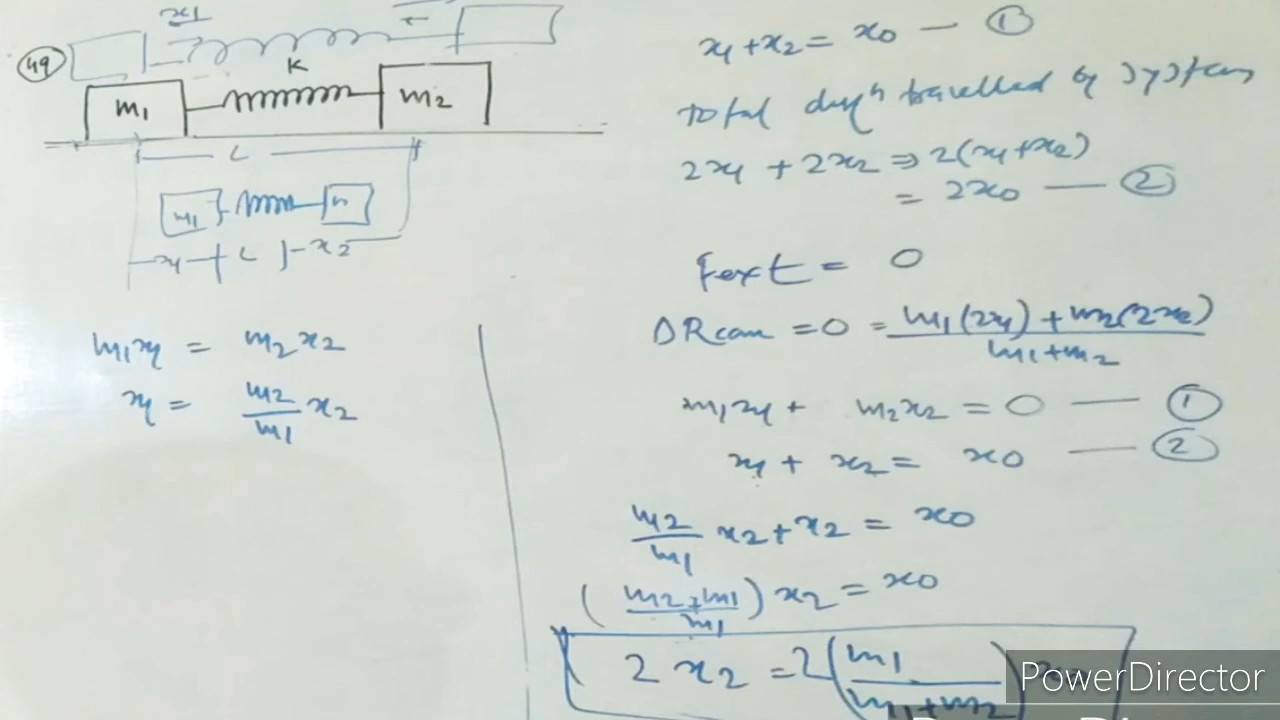 x1
49
K
m1 m2
L
m1
x1 L x2
m1x1 = m2x2
x1 = m2/m1 x2
x1 + x2 = x0 — ①
total travelled by system
2x1 + 2x2 ⇒ 2(x1+x2)
= 2x0 — ②
Fext = 0
ΔRcom = 0 = m1(2x1) + m2(2x2) / m1+m2
m1x1 + m2x2 = 0 — ①
x1 + x2 = x0 — ②
m2/m1 x2 + x2 = x0
(m2+m1/m1) x2 = x0
2 x2 = 2(m1/m1+m2)
PowerDirector